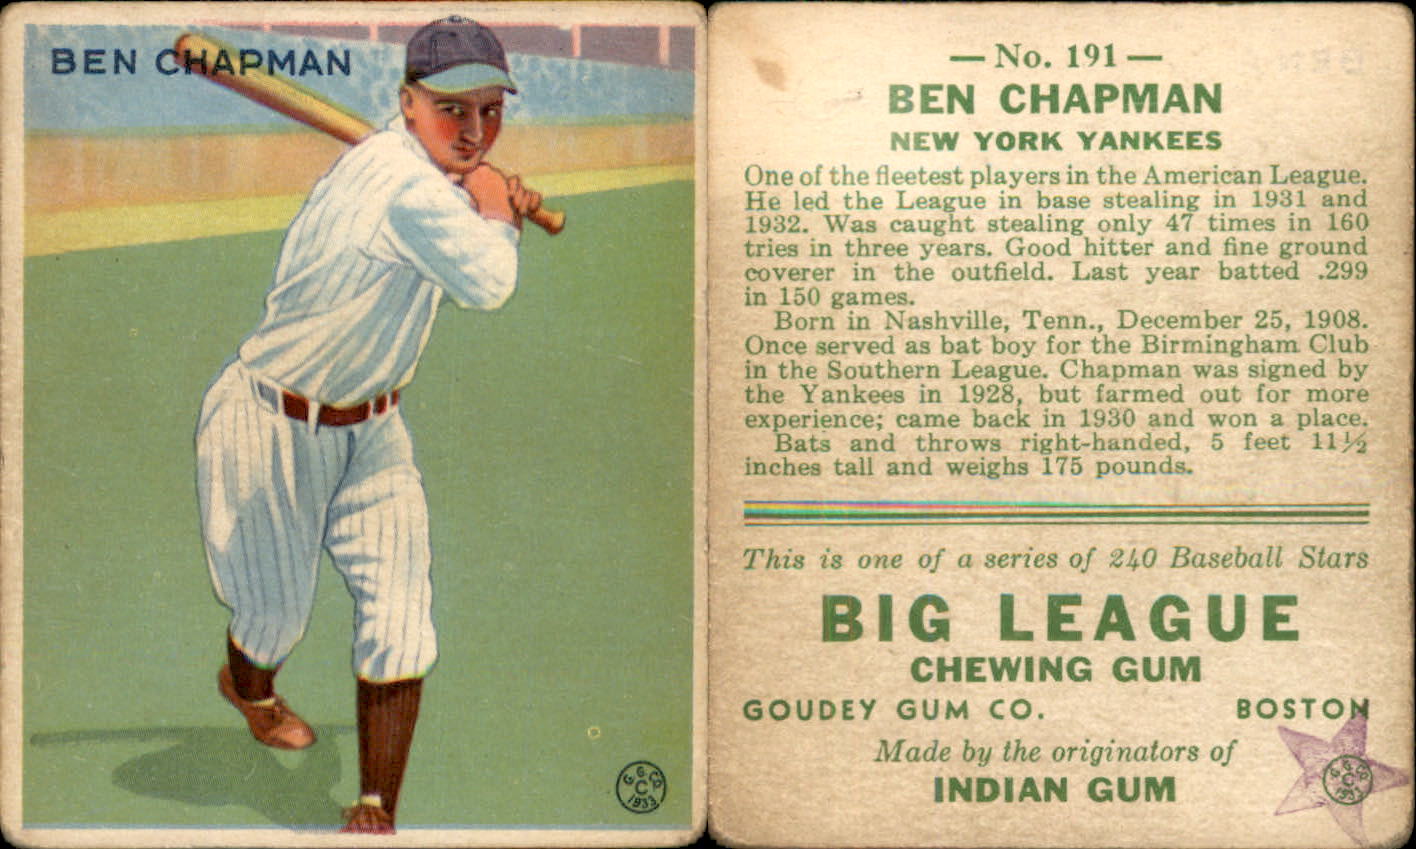 BEN CHAPMAN
G. G. CO.
C
1933
— No. 191 —
BEN CHAPMAN
NEW YORK YANKEES
One of the fleetest players in the American League.
He led the League in base stealing in 1931 and
1932. Was caught stealing only 47 times in 160
tries in three years. Good hitter and fine ground
coverer in the outfield. Last year batted .299
in 150 games.
Born in Nashville, Tenn., December 25, 1908.
Once served as bat boy for the Birmingham Club
in the Southern League. Chapman was signed by
the Yankees in 1928, but farmed out for more
experience; came back in 1930 and won a place.
Bats and throws right-handed, 5 feet 11½
inches tall and weighs 175 pounds.
This is one of a series of 240 Baseball Stars
BIG LEAGUE
CHEWING GUM
GOUDEY GUM CO. BOSTON
Made by the originators of
INDIAN GUM
G. G. CO.
C
1933